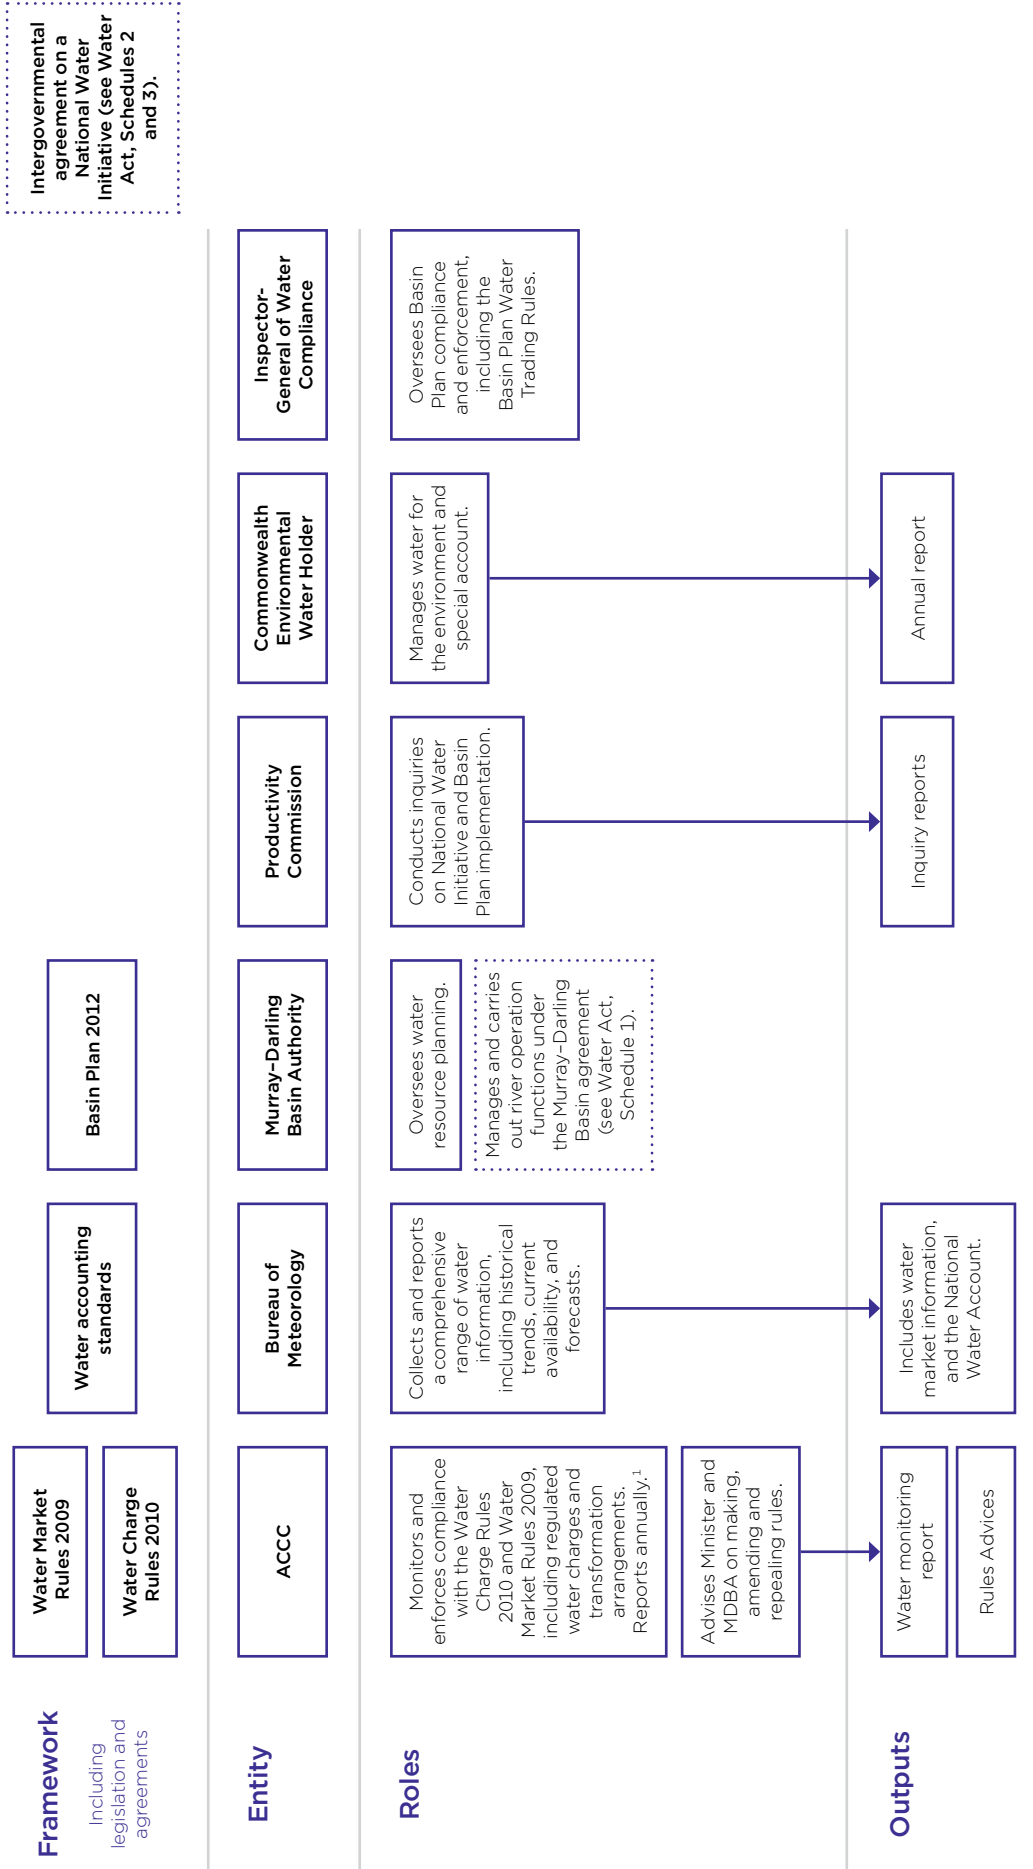 Framework
Including
legislation and
agreements
Water Market
Rules 2009
Water Charge
Rules 2010
Water accounting
standards
Basin Plan 2012
Intergovernmental
agreement on a
National Water
Initiative (see Water
Act, Schedules 2
and 3).
Entity
ACCC
Bureau of
Meteorology
Murray–Darling
Basin Authority
Productivity
Commission
Commonwealth
Environmental
Water Holder
Inspector-
General of Water
Compliance
Roles
Monitors and
enforces compliance
with the Water
Charge Rules
2010 and Water
Market Rules 2009,
including regulated
water charges and
transformation
arrangements.
Reports annually.¹
Advises Minister and
MDBA on making,
amending and
repealing rules.
Collects and reports
a comprehensive
range of water
information,
including historical
trends, current
availability, and
forecasts.
Oversees water
resource planning.
Manages and carries
out river operation
functions under
the Murray–Darling
Basin agreement
(see Water Act,
Schedule 1).
Conducts inquiries
on National Water
Initiative and Basin
Plan implementation.
Manages water for
the environment and
special account.
Oversees Basin
Plan compliance
and enforcement,
including the
Basin Plan Water
Trading Rules.
Outputs
Water monitoring
report
Rules Advices
Includes water
market information,
and the National
Water Account.
Inquiry reports
Annual report